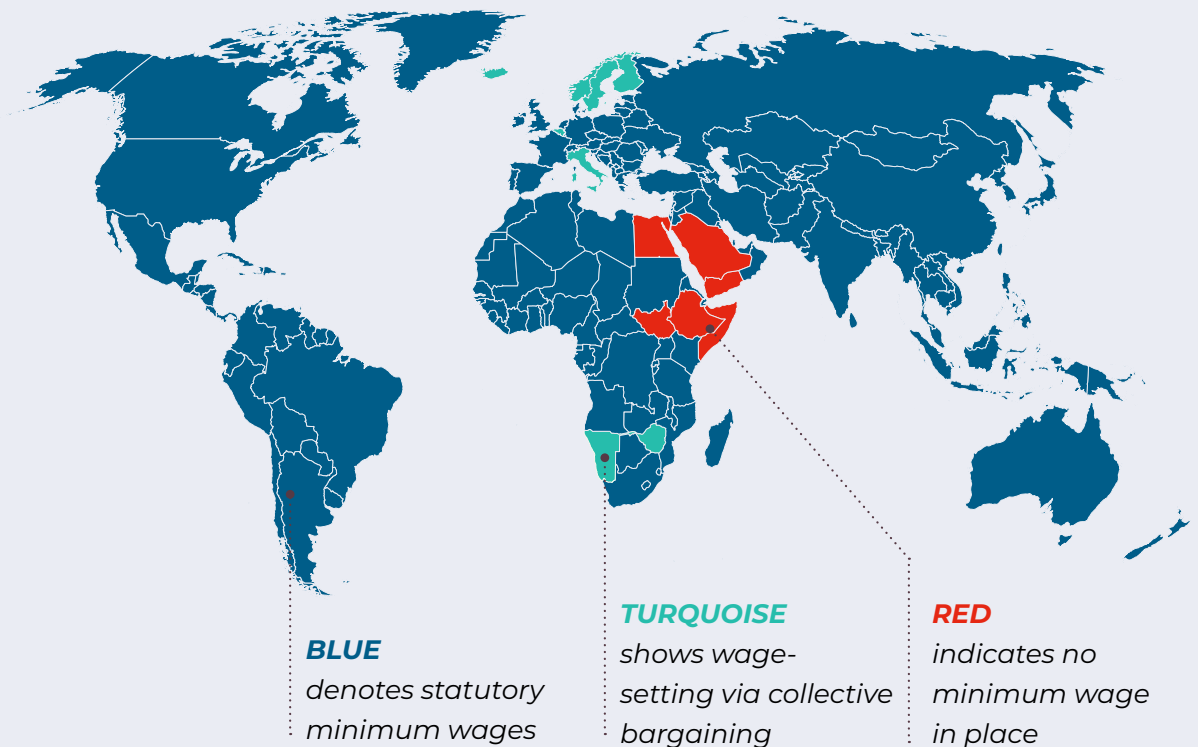 BLUE
denotes statutory
minimum wages
TURQUOISE
shows wage-
setting via collective
bargaining
RED
indicates no
minimum wage
in place